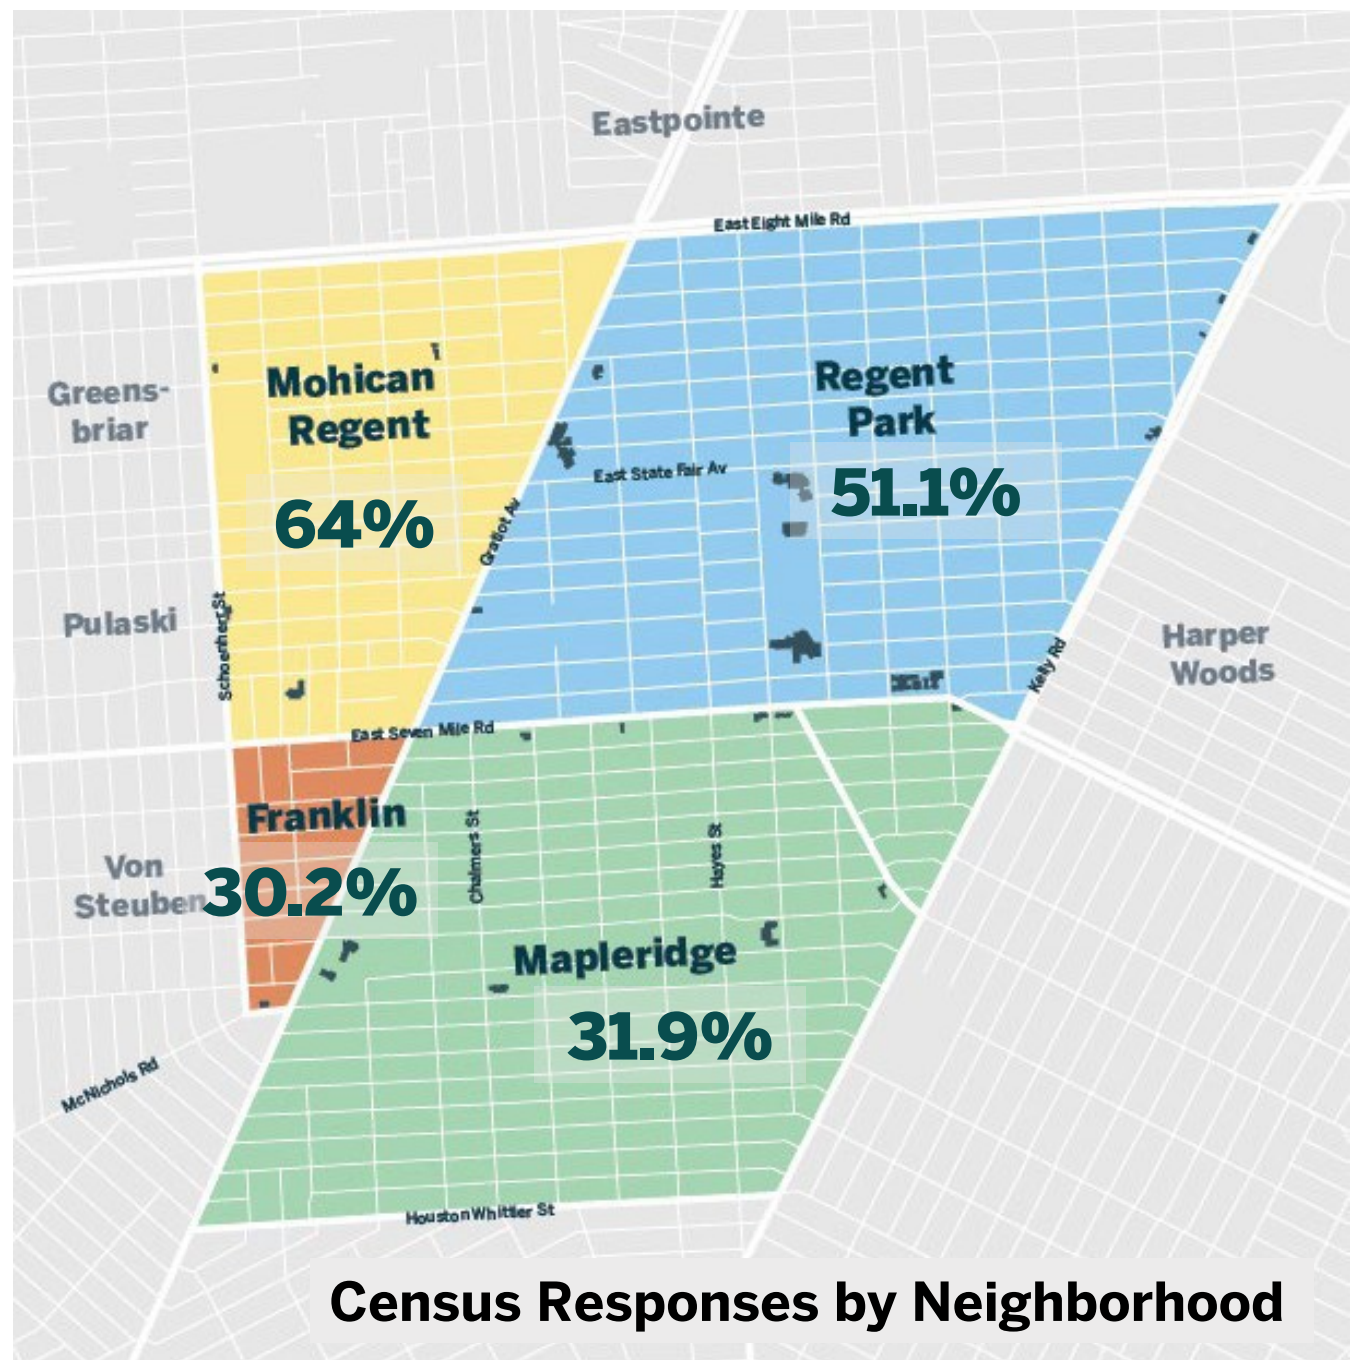 Eastpointe
East Eight Mile Rd
Greens-
briar
Mohican
Regent
64%
Regent
Park
51.1%
East State Fair Av
Gratiot Av
Pulaski
Schoenherr St
Harper
Woods
Kelly Rd
East Seven Mile Rd
Franklin
30.2%
Von
Steuben
Chalmers St
Hayes St
Mapleridge
31.9%
McNichols Rd
Houston Whittier St
Census Responses by Neighborhood